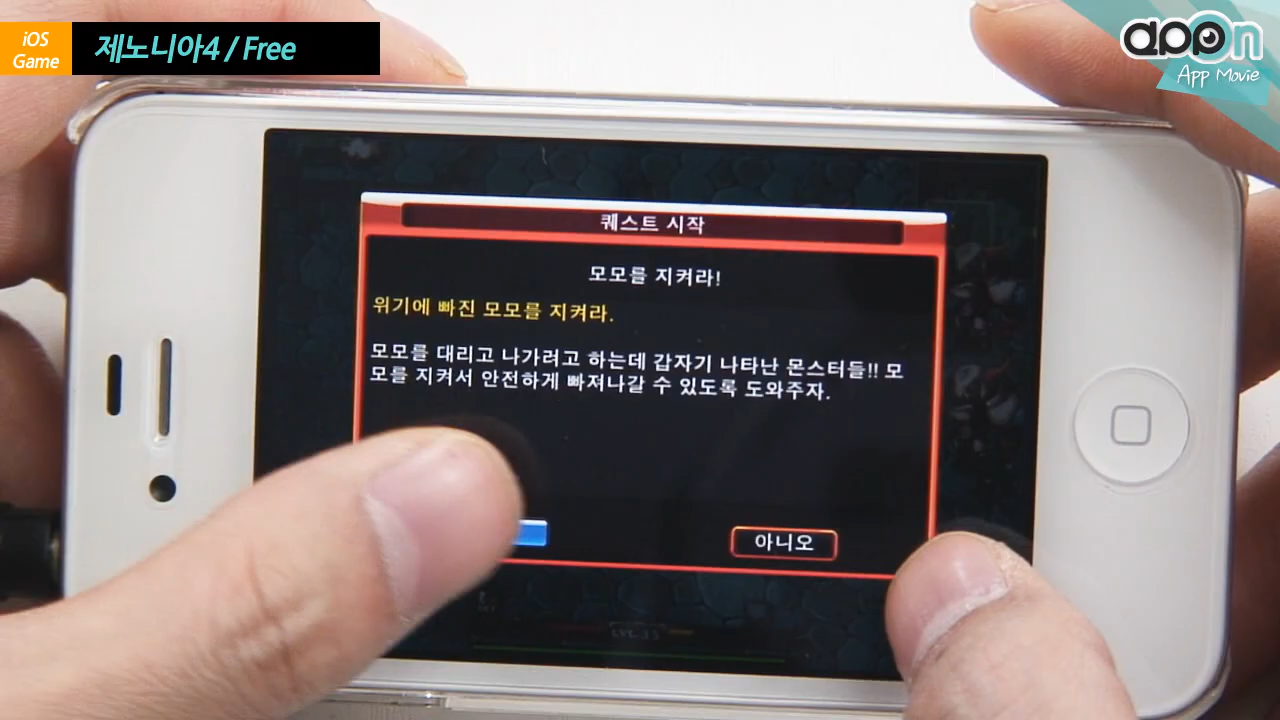 iOS
Game
제노니아4 / Free
appon
App Movie
퀘스트 시작
모모를 지켜라!
위기에 빠진 모모를 지켜라.
모모를 대리고 나가려고 하는데 갑자기 나타난 몬스터들!! 모
모를 지켜서 안전하게 빠져나갈 수 있도록 도와주자.
아니오